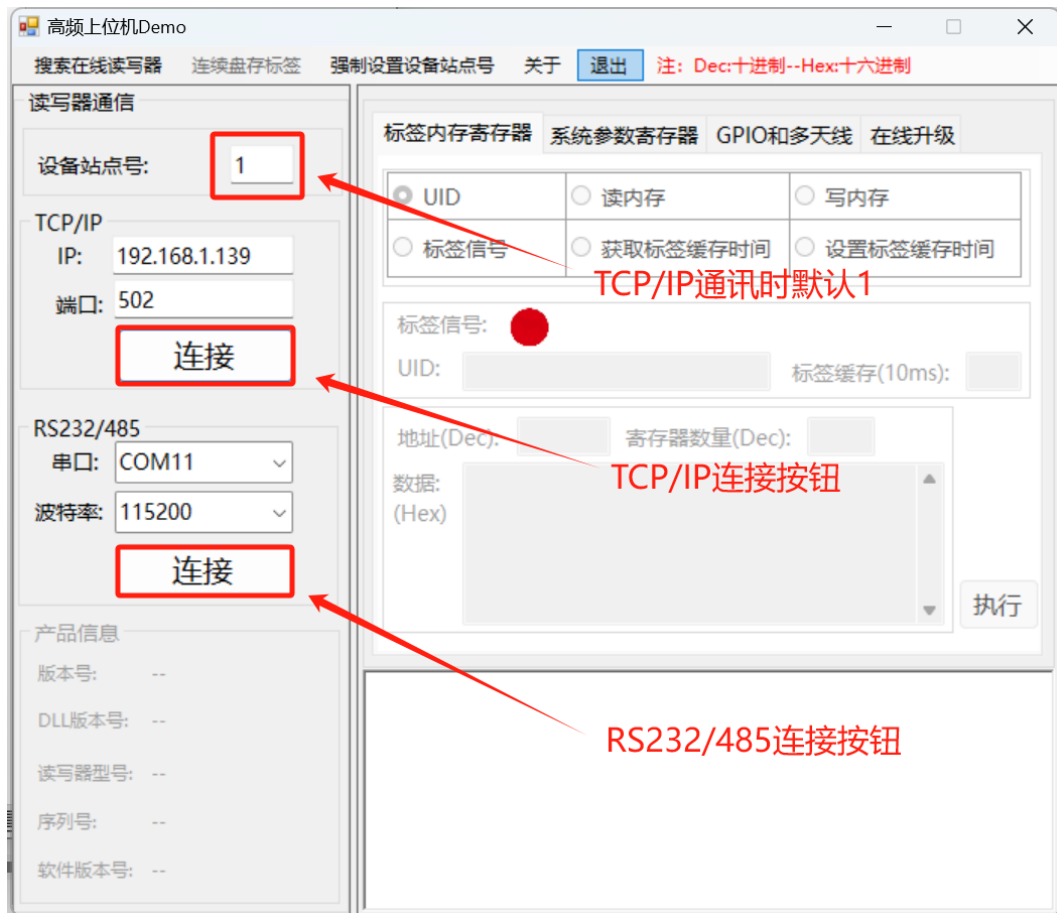 高频上位机Demo
搜索在线读写器 连续盘存标签 强制设置设备站点号 关于 退出 注：Dec:十进制--Hex:十六进制
读写器通信
设备站点号: 1
TCP/IP
IP: 192.168.1.139
端口: 502
连接
RS232/485
串口: COM11
波特率: 115200
连接
产品信息
版本号: --
DLL版本号: --
读写器型号: --
序列号: --
软件版本号: --
标签内存寄存器 系统参数寄存器 GPIO和多天线 在线升级
UID 读内存 写内存
标签信号 获取标签缓存时间 设置标签缓存时间
TCP/IP通讯时默认1
标签信号:
UID: 标签缓存(10ms):
地址(Dec): 寄存器数量(Dec):
TCP/IP连接按钮
数据:
(Hex)
执行
RS232/485连接按钮